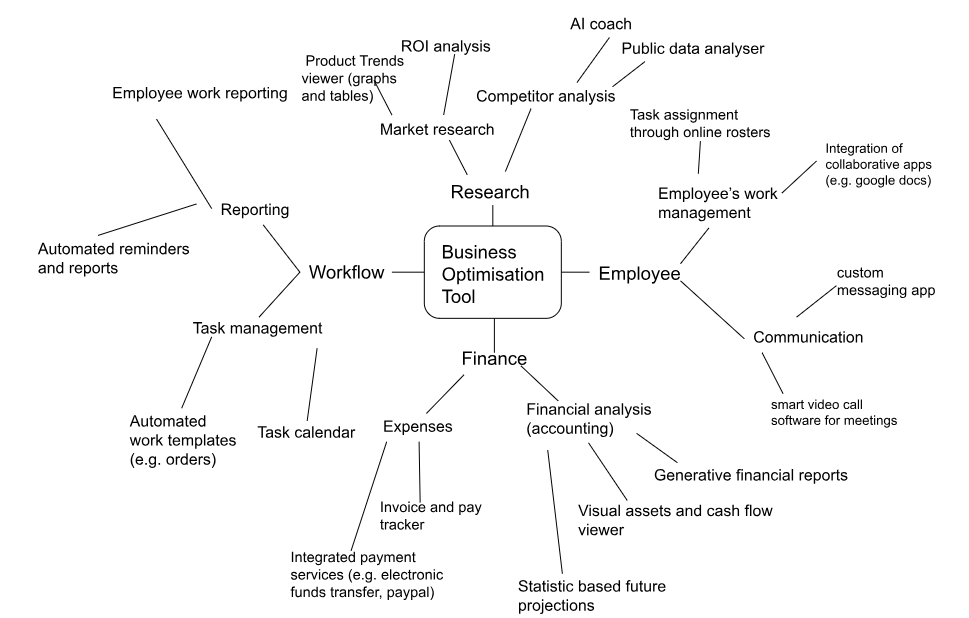 AI coach
ROI analysis
Public data analyser
Product Trends
viewer (graphs
and tables)
Employee work reporting
Competitor analysis
Market research
Task assignment
through online rosters
Integration of
collaborative apps
(e.g. google docs)
Research
Employee's work
management
Reporting
Automated reminders
and reports
Business
Optimisation
Tool
Workflow
Employee
custom
messaging app
Task management
Communication
Finance
Automated
work templates
(e.g. orders)
Task calendar
Expenses
Financial analysis
(accounting)
smart video call
software for meetings
Generative financial reports
Invoice and pay
tracker
Visual assets and cash flow
viewer
Integrated payment
services (e.g. electronic
funds transfer, paypal)
Statistic based future
projections